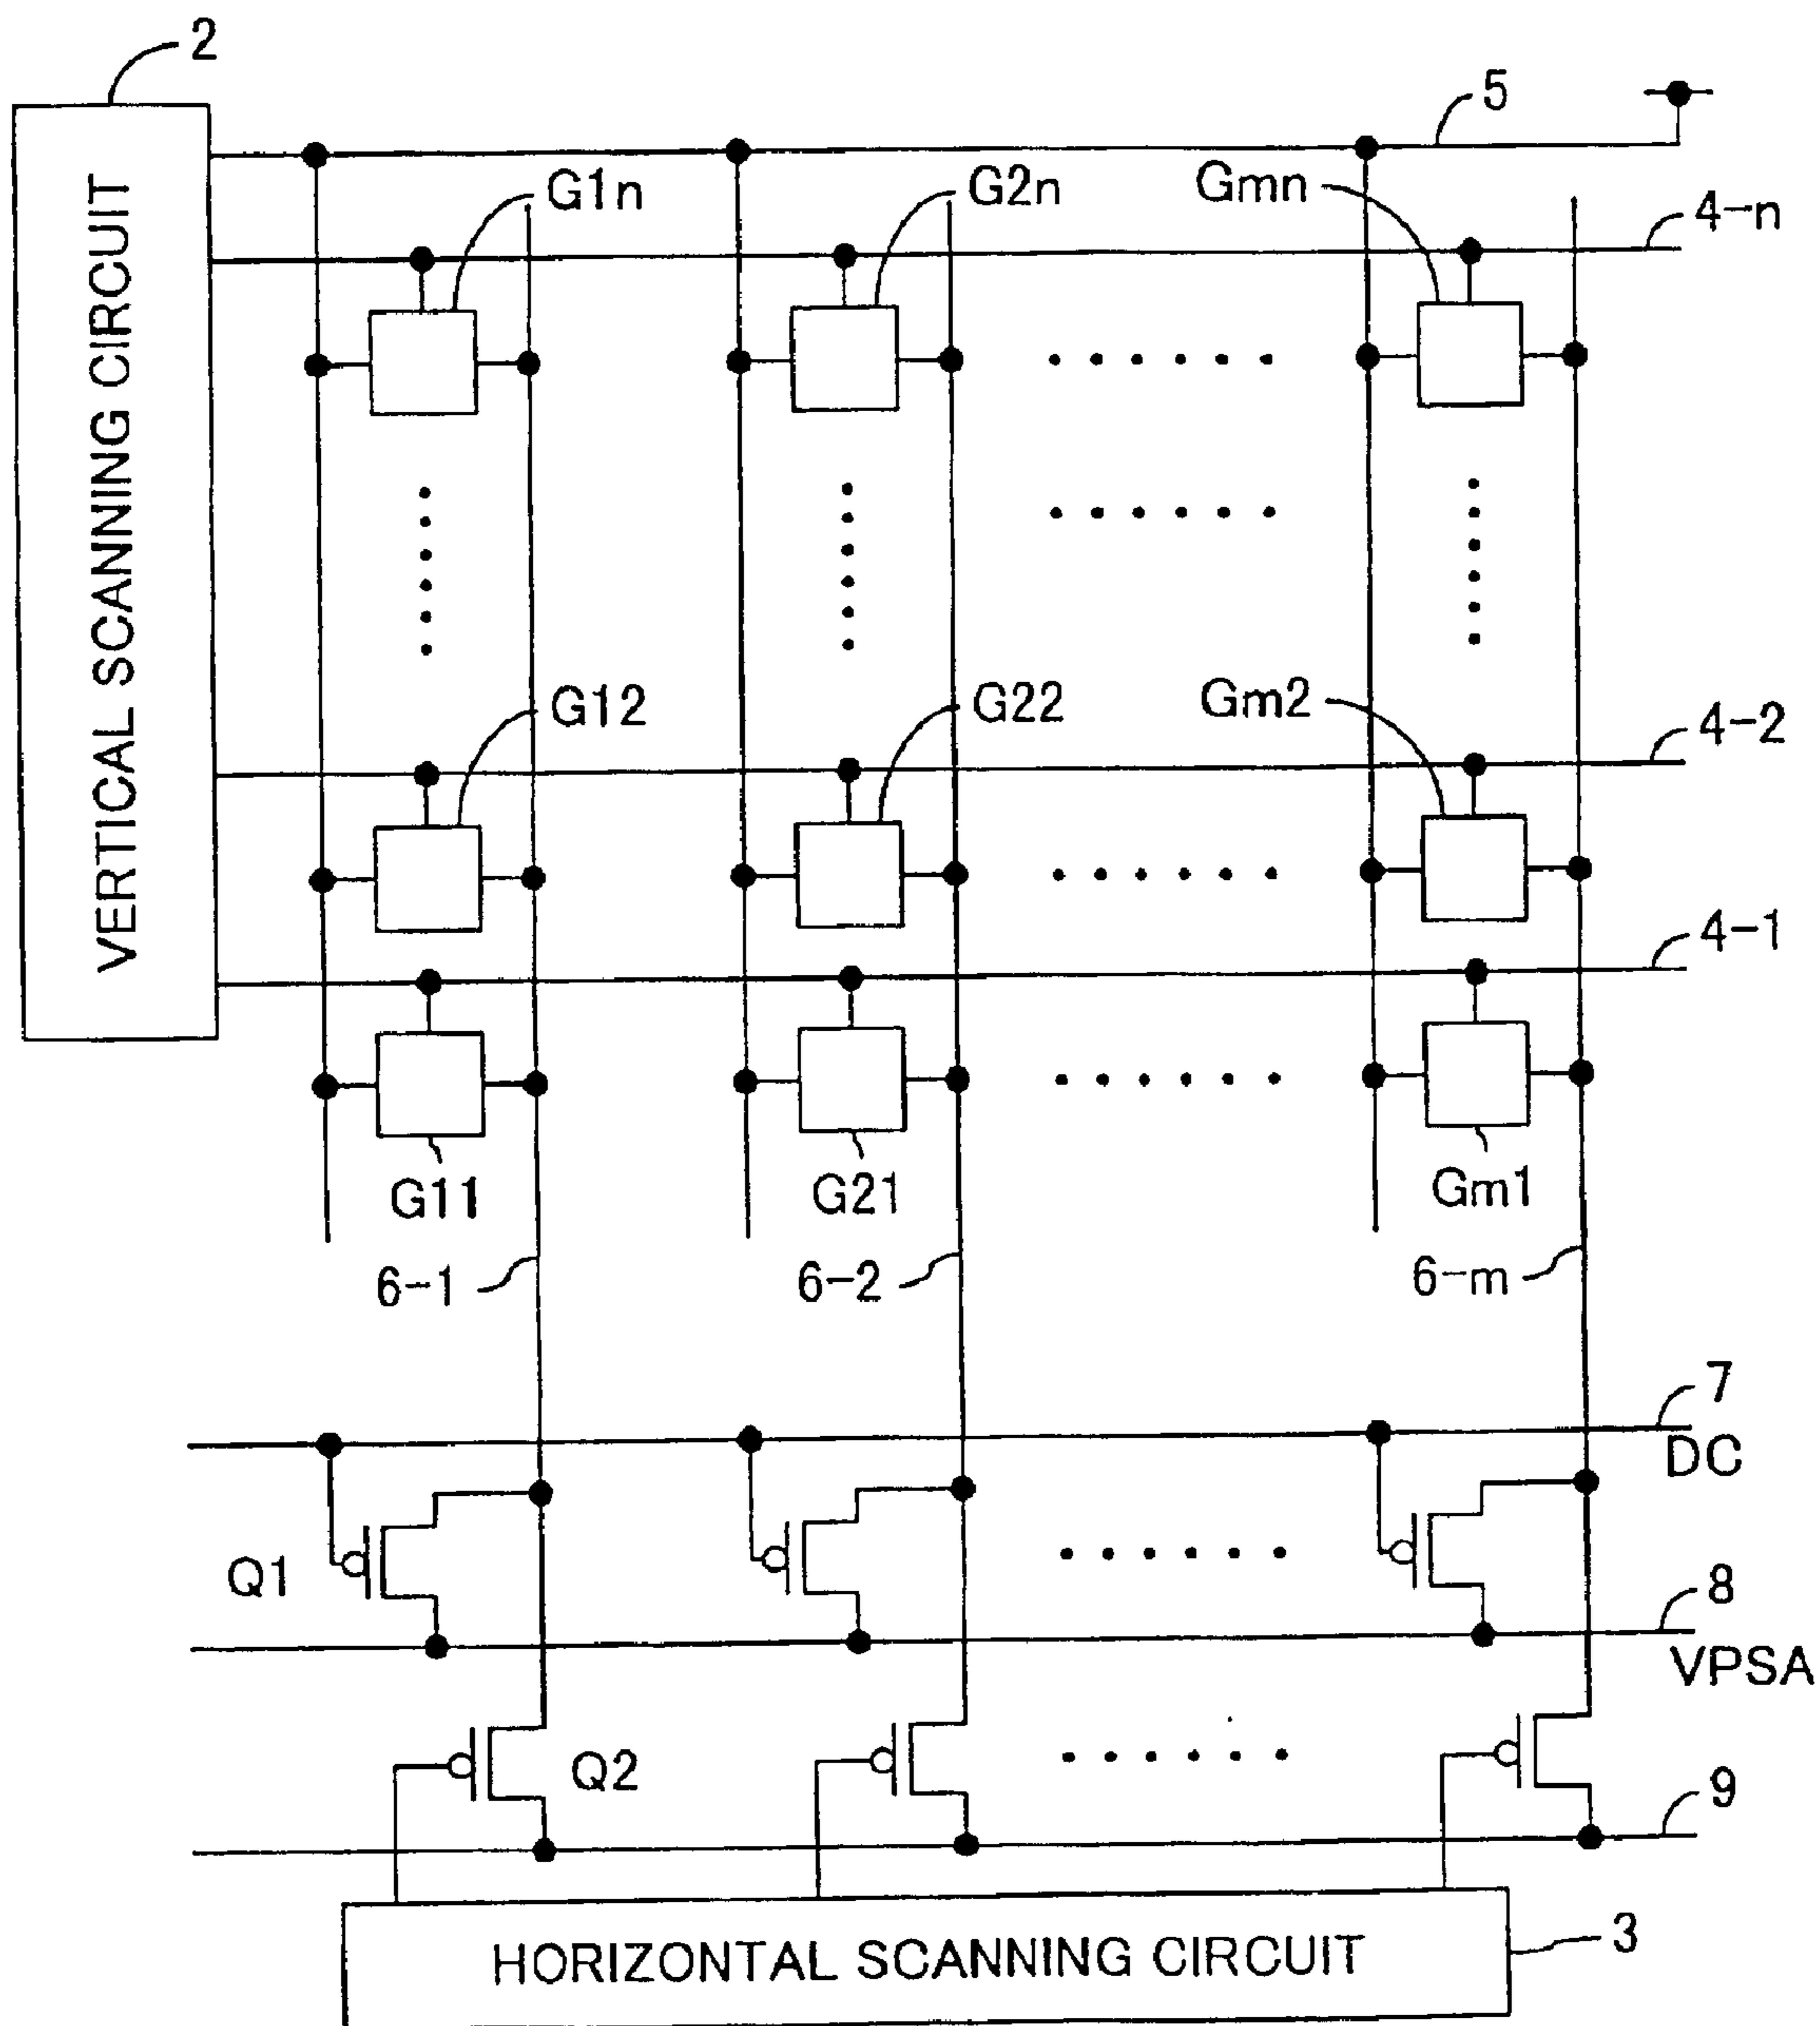 2
5
G1n
G2n
Gmn
4-n
VERTICAL SCANNING CIRCUIT
G12
G22
Gm2
4-2
4-1
G11
G21
Gm1
6-1
6-2
6-m
7
DC
Q1
8
VPSA
Q2
9
HORIZONTAL SCANNING CIRCUIT
3